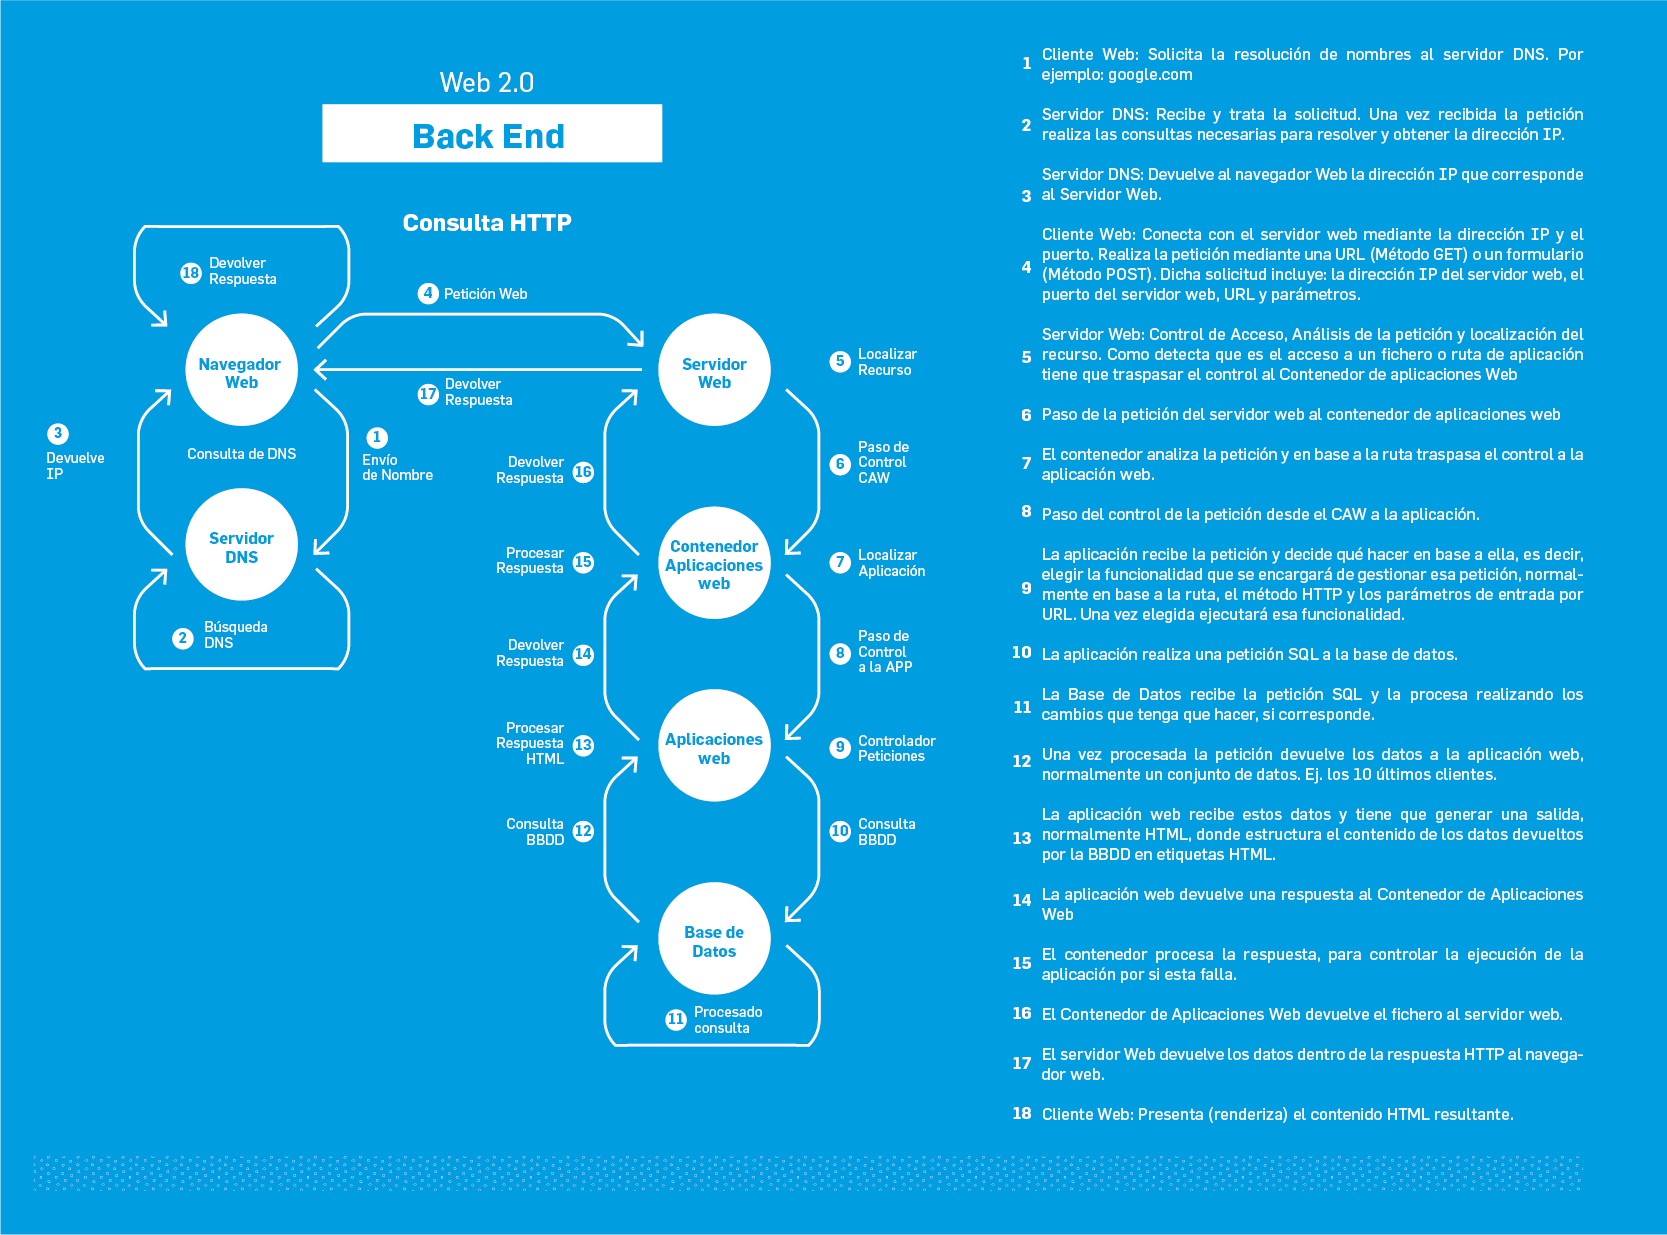 Web 2.0
Back End
Consulta HTTP
18 Devolver
Respuesta
4 Petición Web
Navegador
Web
17 Devolver
Respuesta
Servidor
Web
5 Localizar
Recurso
3
Devuelve
IP
Consulta de DNS
1
Envío
de Nombre
Servidor
DNS
2 Búsqueda
DNS
Devolver
Respuesta 16
6 Paso de
Control
CAW
Procesar
Respuesta 15
Contenedor
Aplicaciones
web
7 Localizar
Aplicación
Devolver
Respuesta 14
8 Paso de
Control
a la APP
Procesar
Respuesta
HTML 13
Aplicaciones
web
9 Controlador
Peticiones
Consulta
BBDD 12
10 Consulta
BBDD
Base de
Datos
11 Procesado
consulta
1 Cliente Web: Solicita la resolución de nombres al servidor DNS. Por
ejemplo: google.com
2 Servidor DNS: Recibe y trata la solicitud. Una vez recibida la petición
realiza las consultas necesarias para resolver y obtener la dirección IP.
3 Servidor DNS: Devuelve al navegador Web la dirección IP que corresponde
al Servidor Web.
4 Cliente Web: Conecta con el servidor web mediante la dirección IP y el
puerto. Realiza la petición mediante una URL (Método GET) o un formulario
(Método POST). Dicha solicitud incluye: la dirección IP del servidor web, el
puerto del servidor web, URL y parámetros.
5 Servidor Web: Control de Acceso, Análisis de la petición y localización del
recurso. Como detecta que es el acceso a un fichero o ruta de aplicación
tiene que traspasar el control al Contenedor de aplicaciones Web
6 Paso de la petición del servidor web al contenedor de aplicaciones web
7 El contenedor analiza la petición y en base a la ruta traspasa el control a la
aplicación web.
8 Paso del control de la petición desde el CAW a la aplicación.
9 La aplicación recibe la petición y decide qué hacer en base a ella, es decir,
elegir la funcionalidad que se encargará de gestionar esa petición, normal-
mente en base a la ruta, el método HTTP y los parámetros de entrada por
URL. Una vez elegida ejecutará esa funcionalidad.
10 La aplicación realiza una petición SQL a la base de datos.
11 La Base de Datos recibe la petición SQL y la procesa realizando los
cambios que tenga que hacer, si corresponde.
12 Una vez procesada la petición devuelve los datos a la aplicación web,
normalmente un conjunto de datos. Ej. los 10 últimos clientes.
13 La aplicación web recibe estos datos y tiene que generar una salida,
normalmente HTML, donde estructura el contenido de los datos devueltos
por la BBDD en etiquetas HTML.
14 La aplicación web devuelve una respuesta al Contenedor de Aplicaciones
Web
15 El contenedor procesa la respuesta, para controlar la ejecución de la
aplicación por si esta falla.
16 El Contenedor de Aplicaciones Web devuelve el fichero al servidor web.
17 El servidor Web devuelve los datos dentro de la respuesta HTTP al navega-
dor web.
18 Cliente Web: Presenta (renderiza) el contenido HTML resultante.